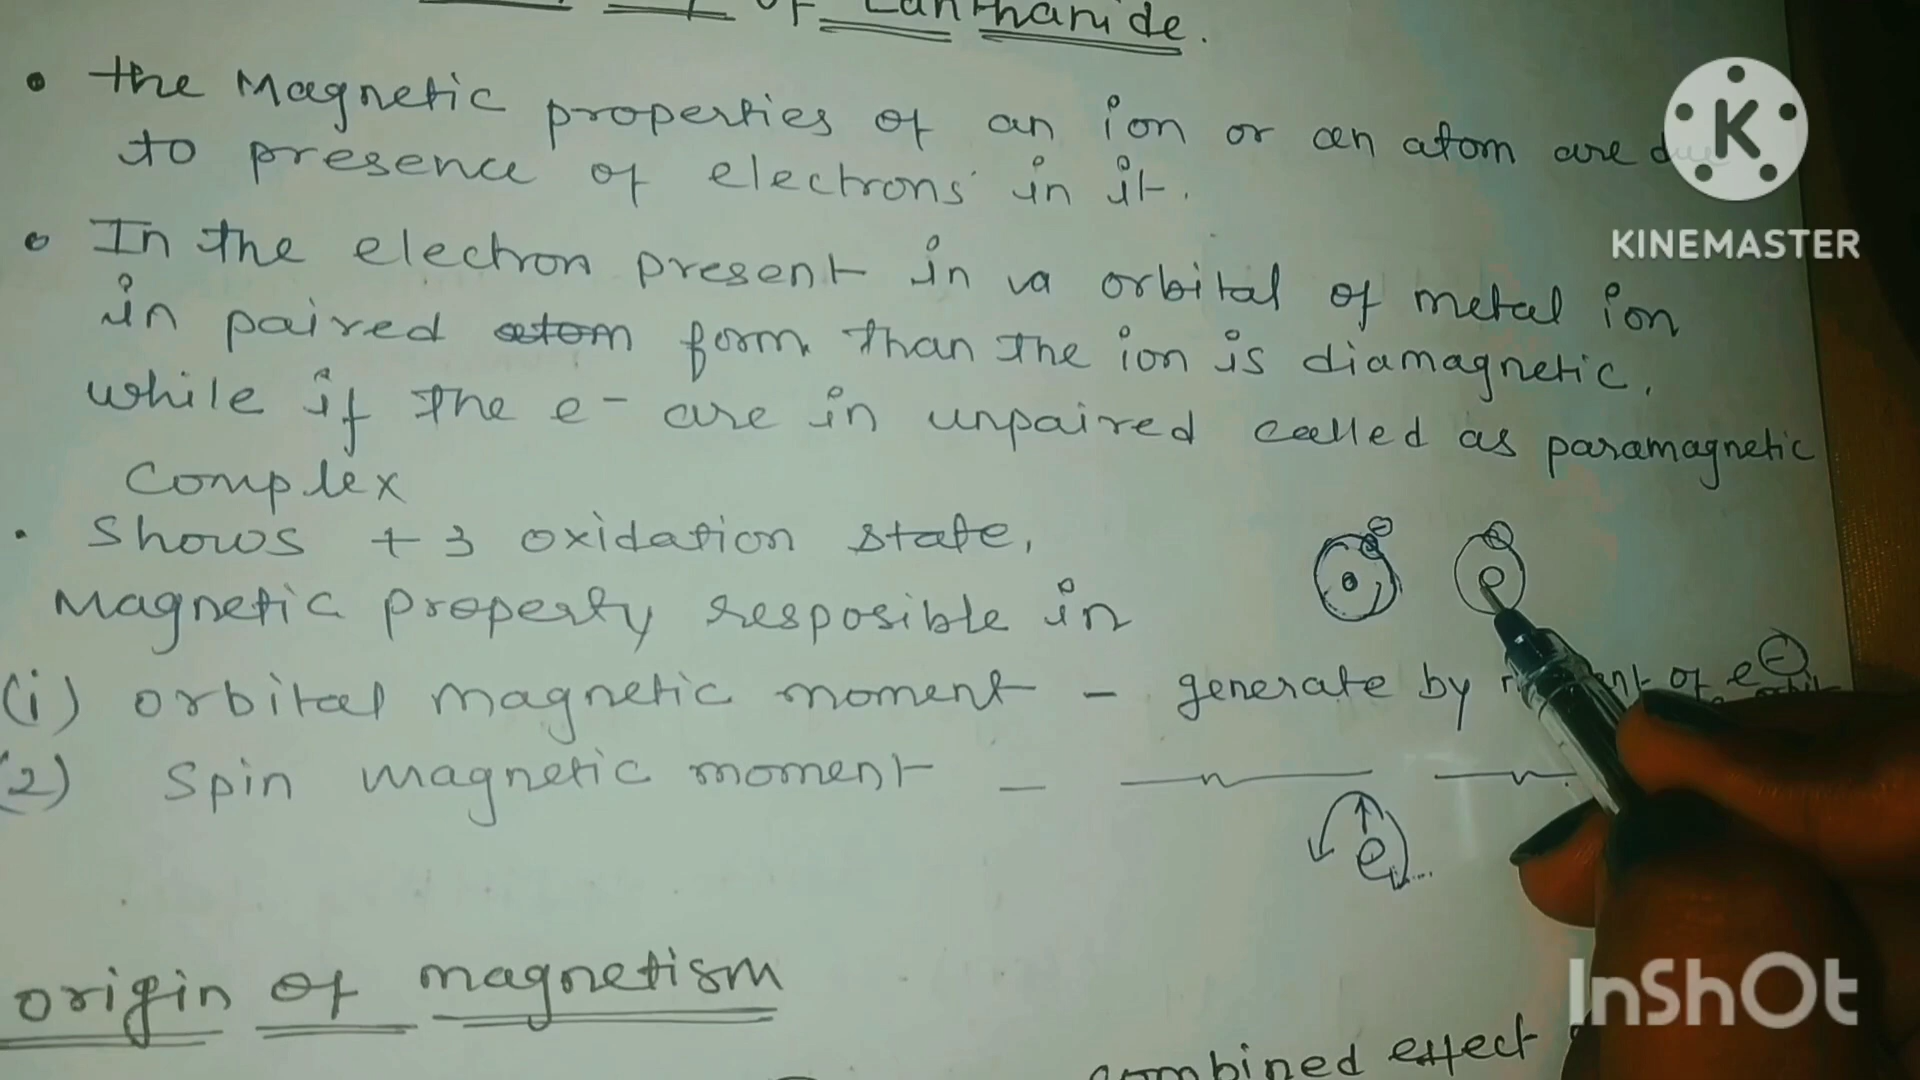 of Lanthanide.
• the Magnetic properties of an ion or an atom are due
to presence of electrons in it.
• In the electron present in a orbital of metal ion
in paired atom form than the ion is diamagnetic.
while if the e- are in unpaired called as paramagnetic
Complex
• Shows +3 oxidation state,
Magnetic property resposible in
(i) orbital magnetic moment - generate by of e-
(2) Spin magnetic moment -
e
origin of magnetism
combined effect
KINEMASTER
InShOt